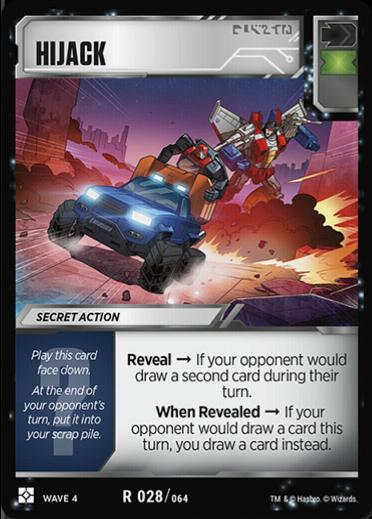 HIJACK
SECRET ACTION
Play this card
face down.
At the end of
your opponent's
turn, put it into
your scrap pile.
Reveal → If your opponent would
draw a second card during their
turn.
When Revealed → If your
opponent would draw a card this
turn, you draw a card instead.
WAVE 4
R 028/064
TM & © Hasbro. © Wizards.